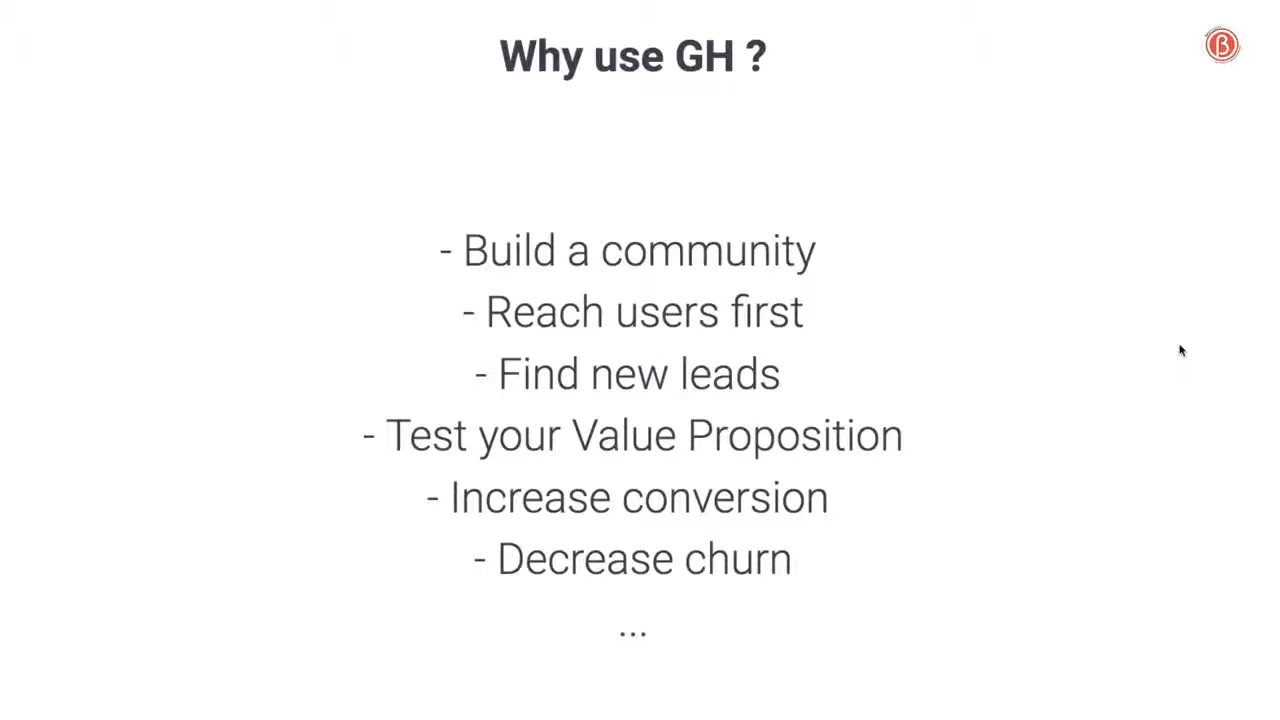 Why use GH ?
β
- Build a community
- Reach users first
- Find new leads
- Test your Value Proposition
- Increase conversion
- Decrease churn
...